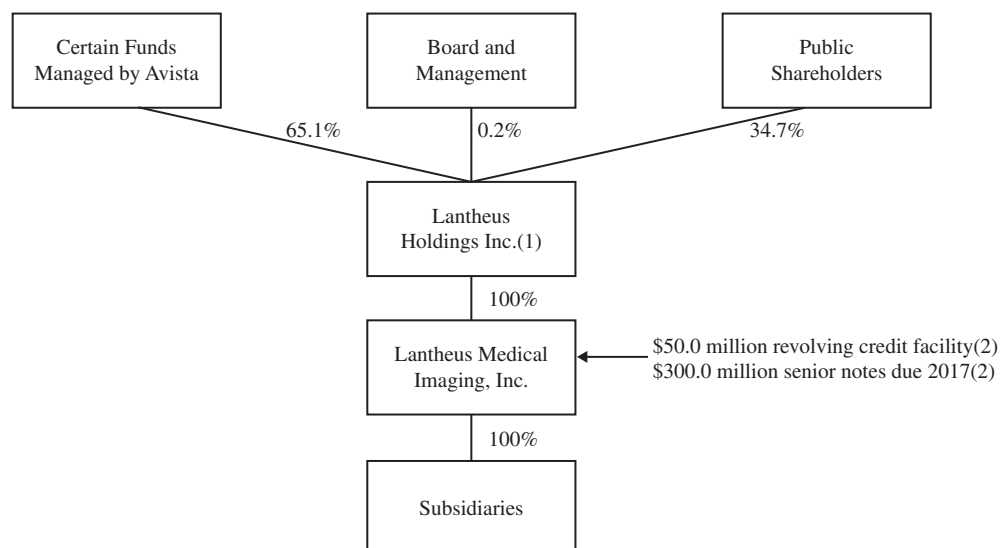 Certain Funds
Managed by Avista
Board and
Management
Public
Shareholders
65.1%
0.2%
34.7%
Lantheus
Holdings Inc.(1)
100%
Lantheus Medical
Imaging, Inc.
$50.0 million revolving credit facility(2)
$300.0 million senior notes due 2017(2)
100%
Subsidiaries